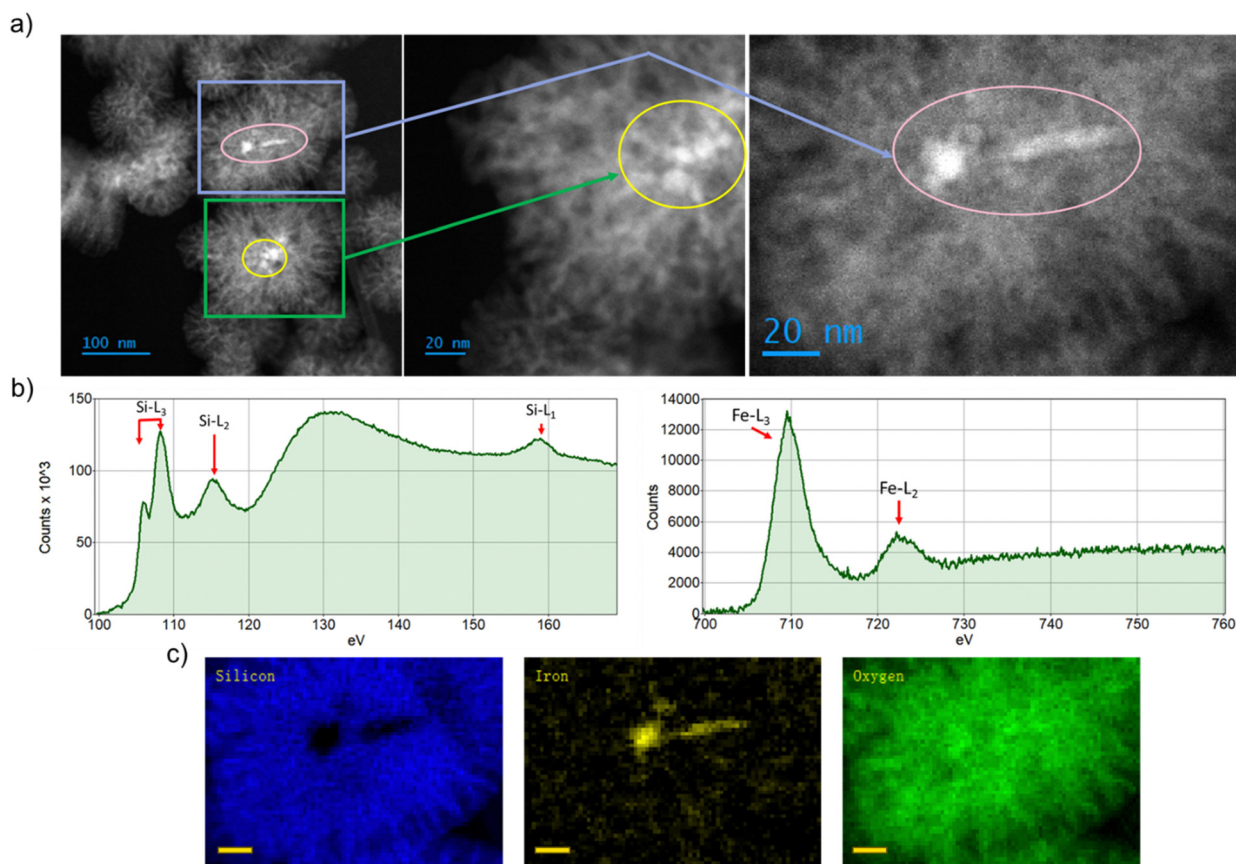 a)
100 nm
20 nm
20 nm
b)
Si-L₃
Si-L₂
Si-L₁
150
100
50
0
Counts x 10^3
100 110 120 130 140 150 160
eV
Fe-L₃
Fe-L₂
14000
12000
10000
8000
6000
4000
2000
0
Counts
700 710 720 730 740 750 760
eV
c)
Silicon
Iron
Oxygen